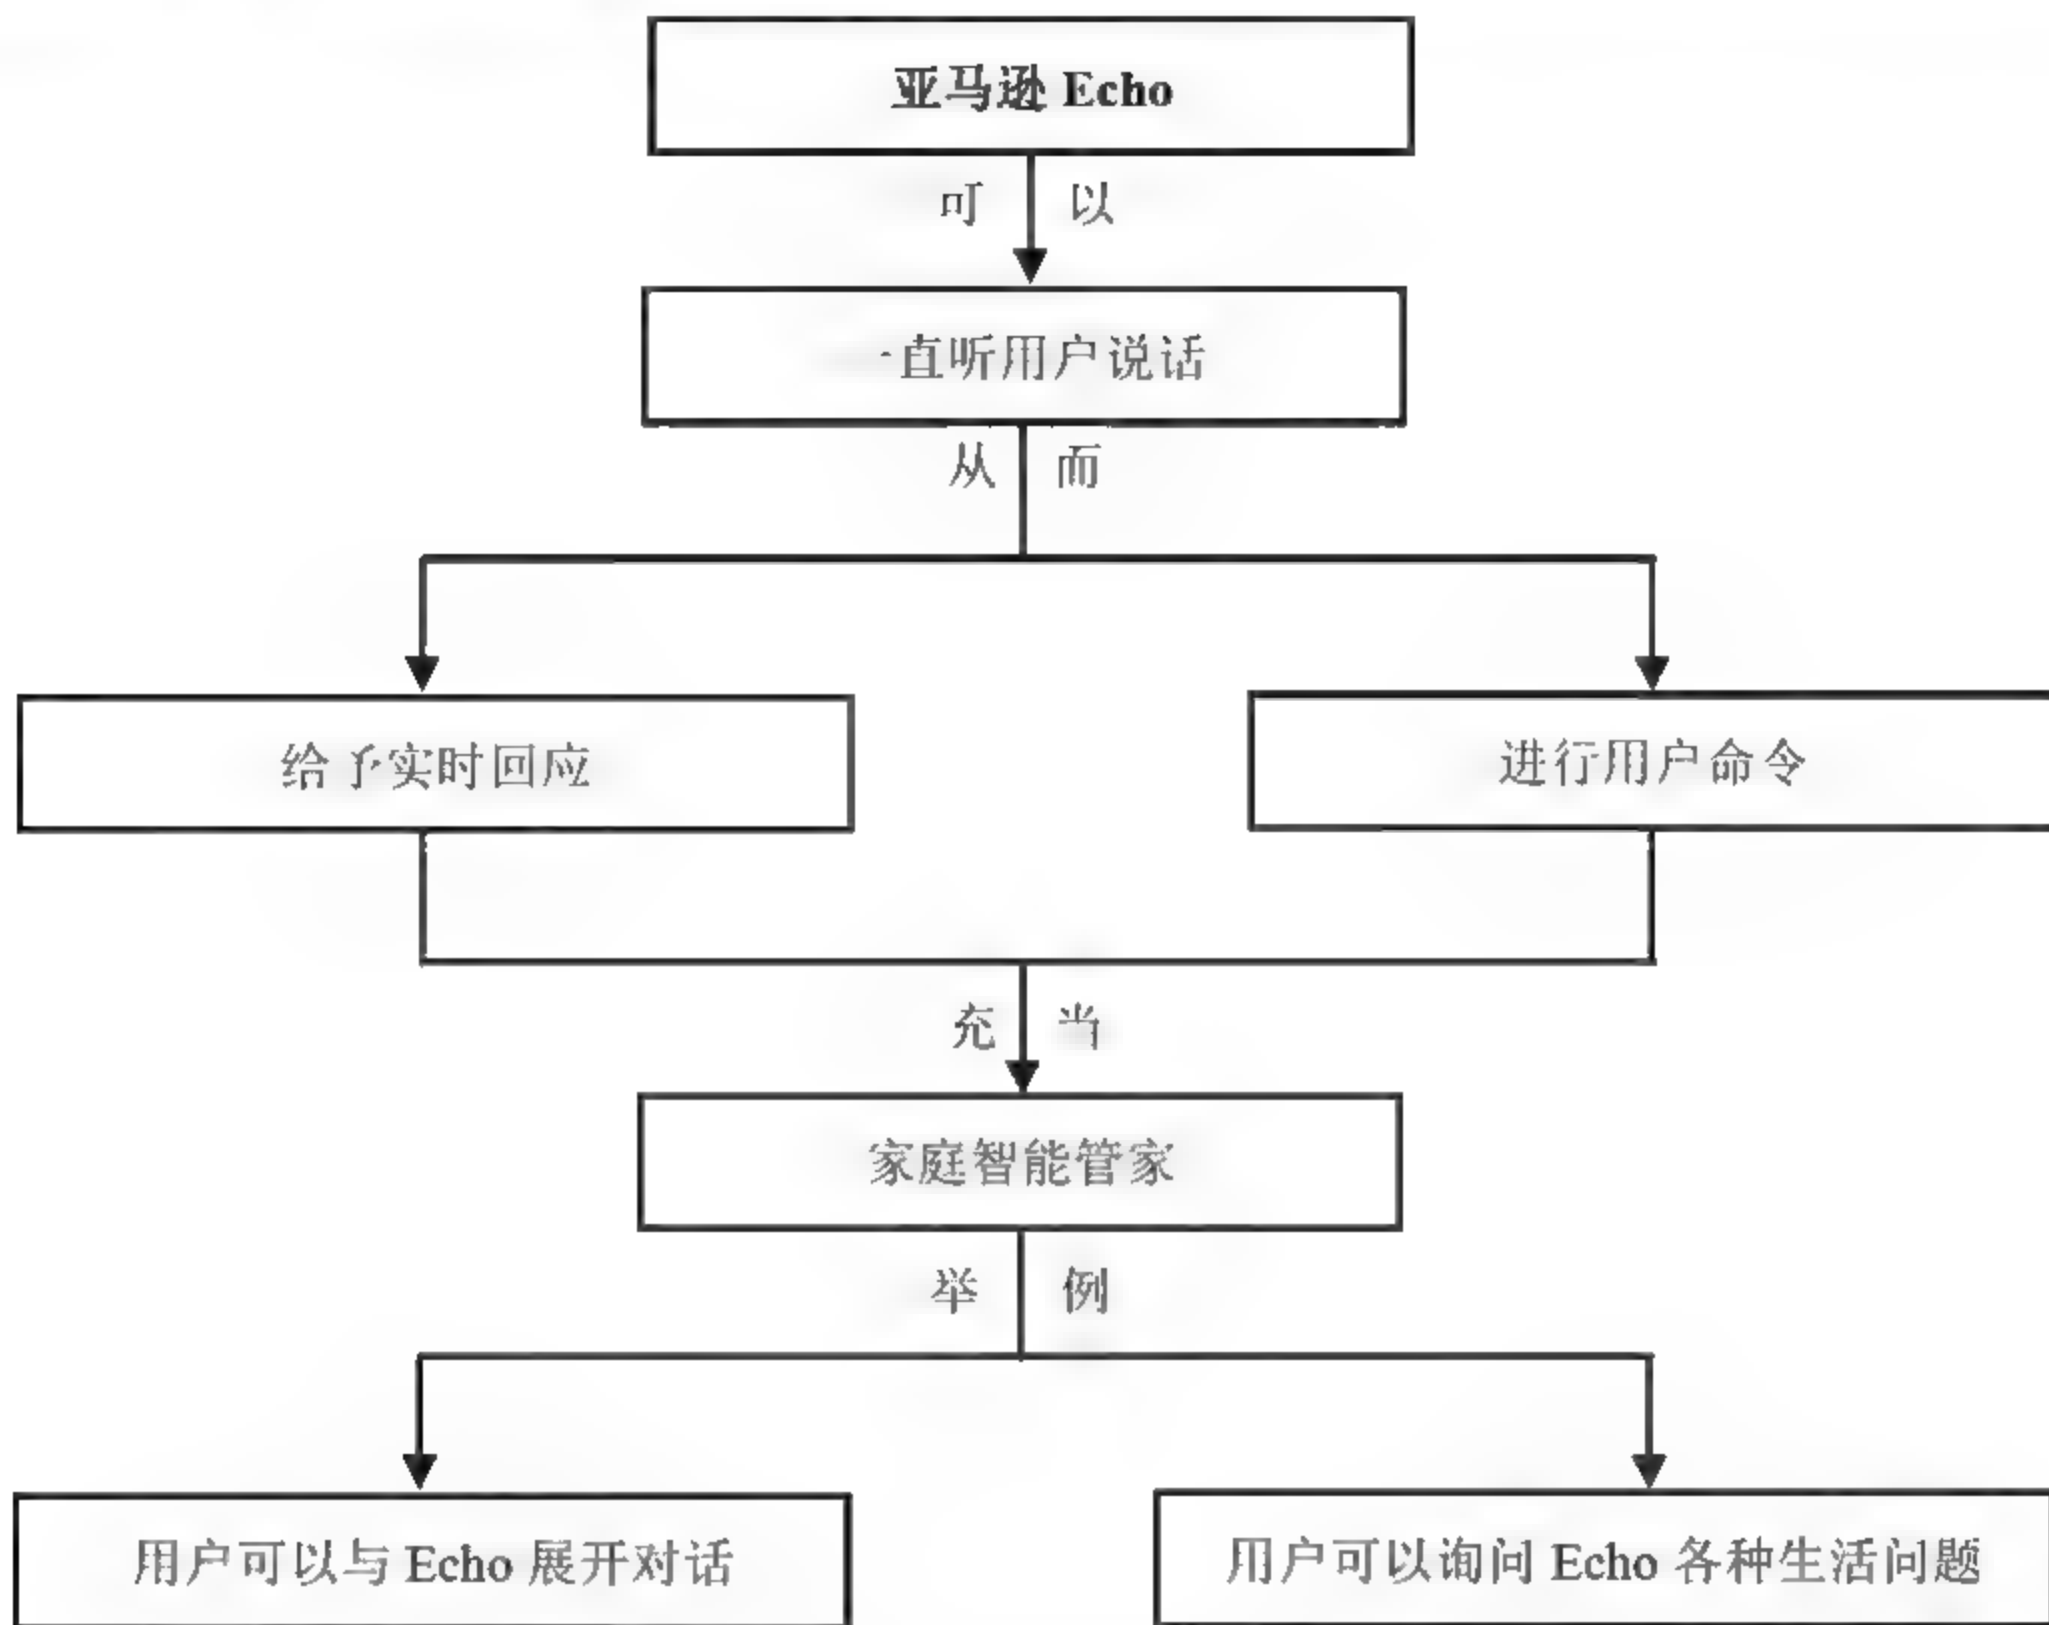 亚马逊 Echo
可 以
一直听用户说话
从 而
给予实时回应
进行用户命令
充 当
家庭智能管家
举 例
用户可以与 Echo 展开对话
用户可以询问 Echo 各种生活问题